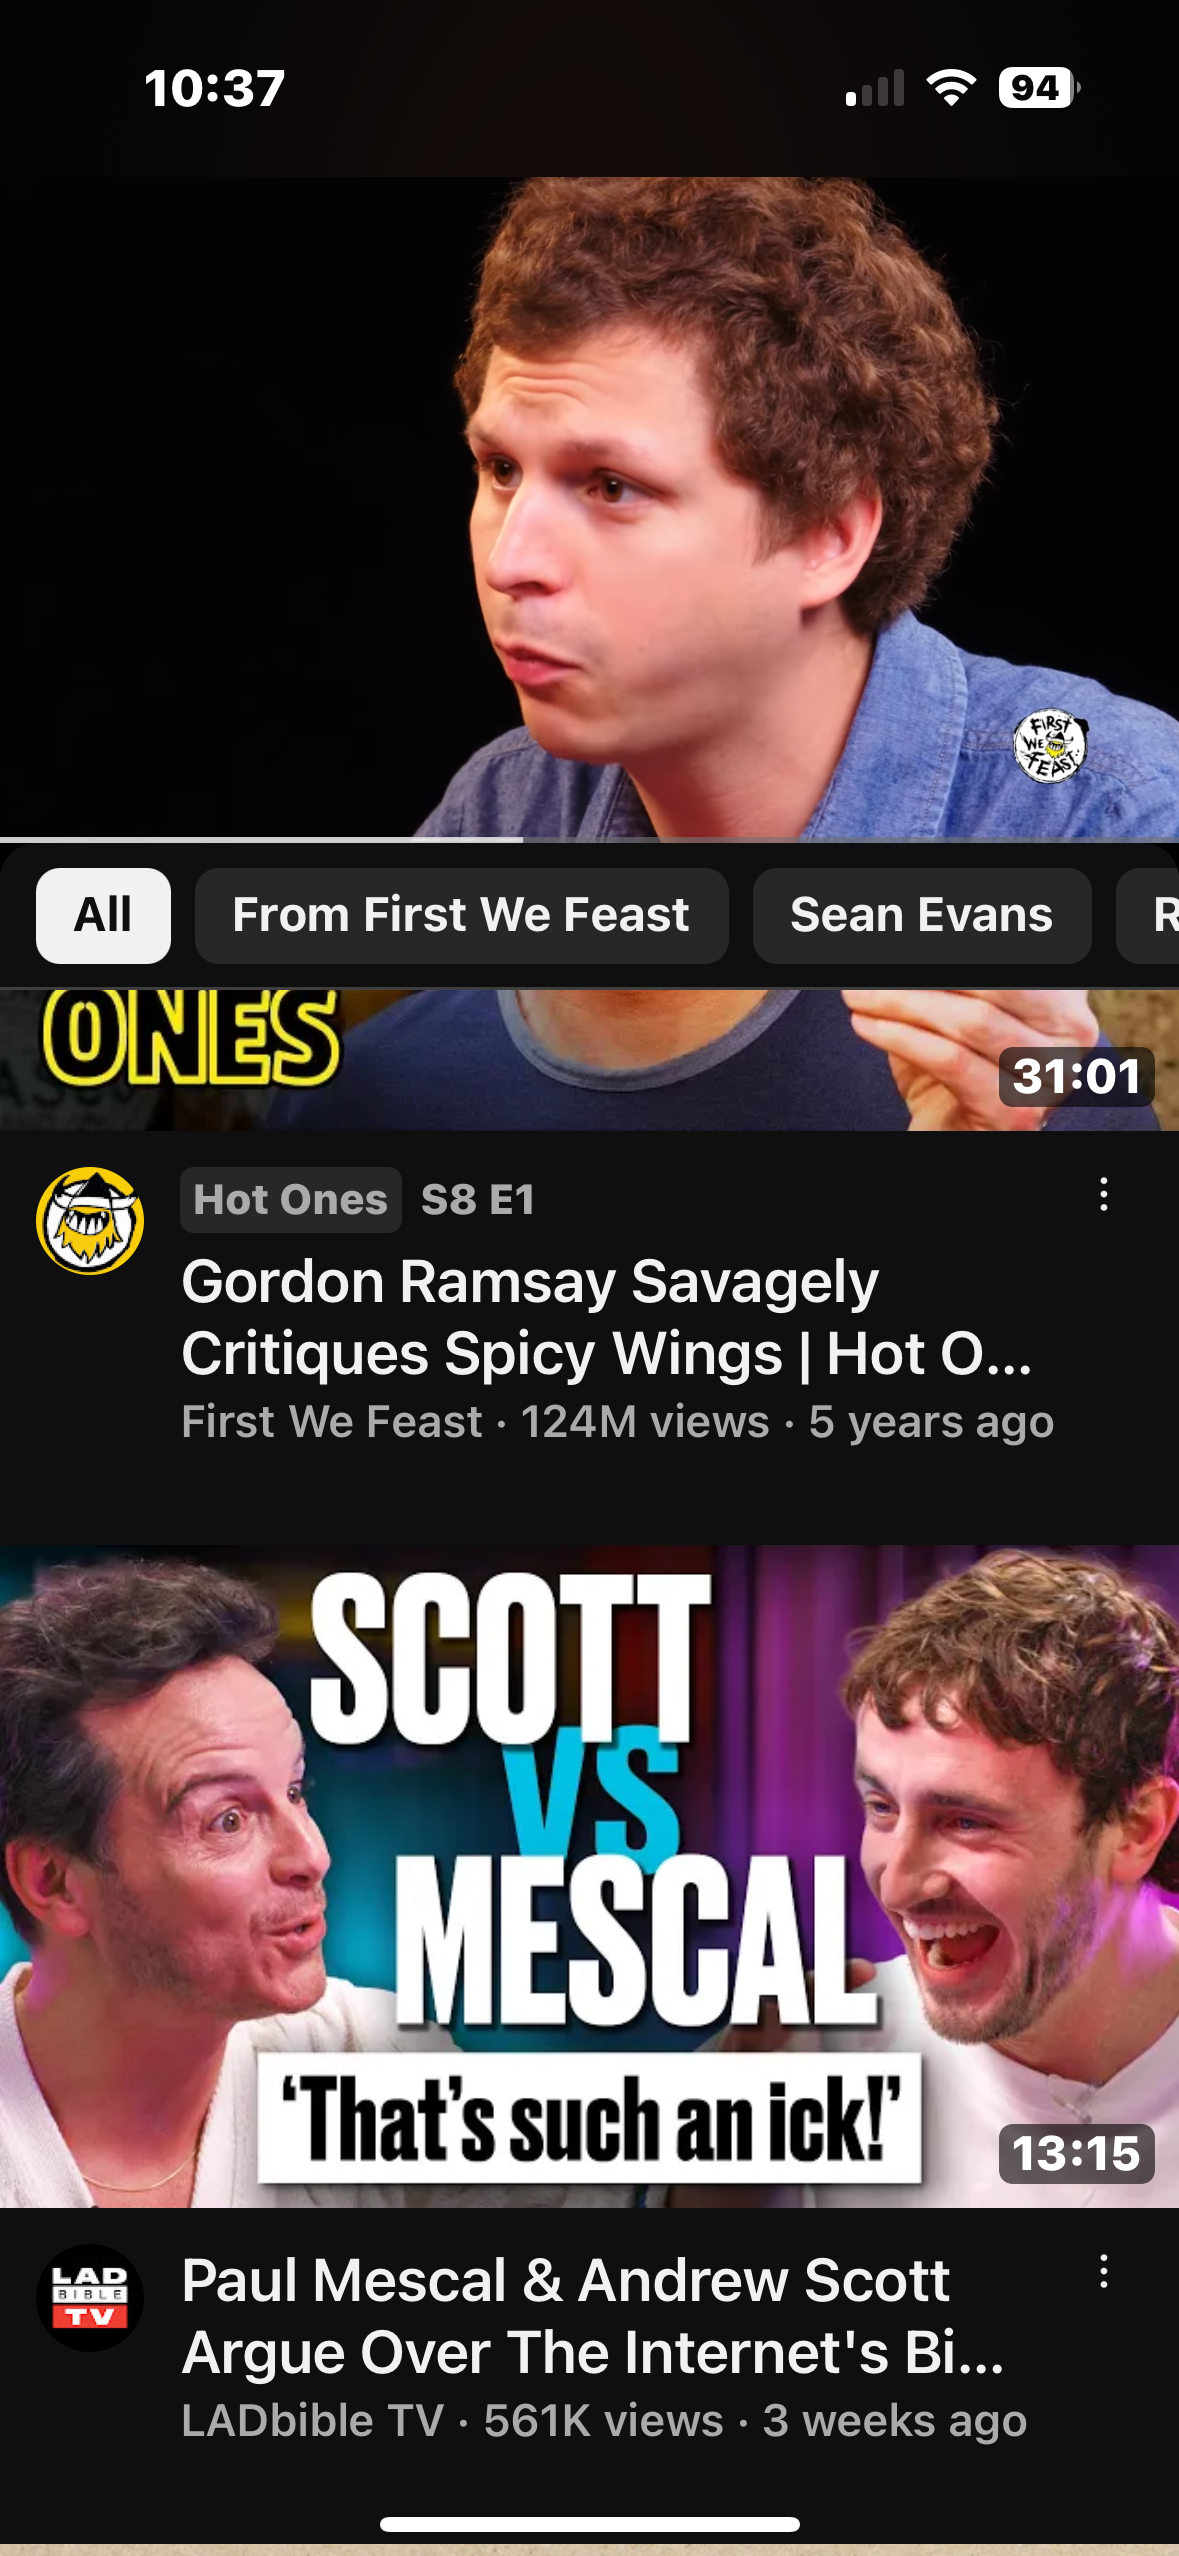 10:37
94
FIRST
WE
FEAST
All
From First We Feast
Sean Evans
R
ONES
31:01
Hot Ones S8 E1
Gordon Ramsay Savagely
Critiques Spicy Wings | Hot O...
First We Feast · 124M views · 5 years ago
SCOTT
VS
MESCAL
‘That’s such an ick!’
13:15
LAD
BIBLE
TV
Paul Mescal & Andrew Scott
Argue Over The Internet's Bi...
LADbible TV · 561K views · 3 weeks ago